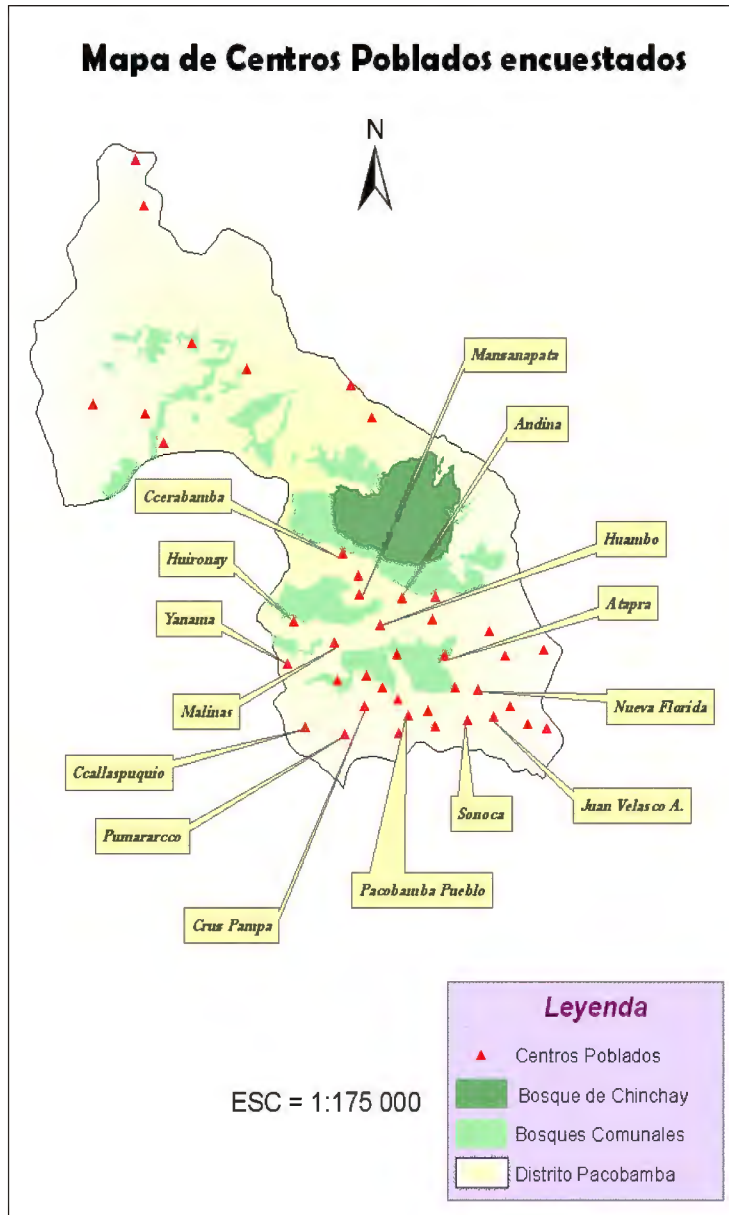 Mapa de Centros Poblados encuestados
N
Mansanapata
Andina
Ccerabamba
Huambo
Huironay
Atapra
Yanama
Malinas
Nueva Florida
Ccallaspuquio
Juan Velasco A.
Sonoca
Pumararcco
Pacobamba Pueblo
Crus Pampa
Leyenda
Centros Poblados
ESC = 1:175 000
Bosque de Chinchay
Bosques Comunales
Distrito Pacobamba